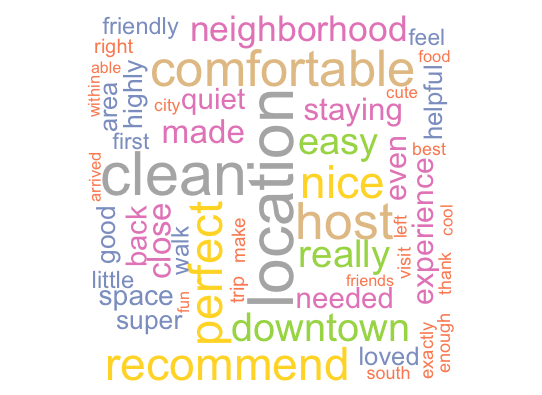 friendly
neighborhood
feel
right
comfortable
food
able
within
area
highly
city
quiet
cute
helpful
staying
made
first
easy
best
clean
location
nice
even
arrived
experience
good
back
close
walk
perfect
make
host
left
cool
really
visit
thank
little
space
fun
trip
friends
needed
super
downtown
exactly
enough
recommend
loved
south